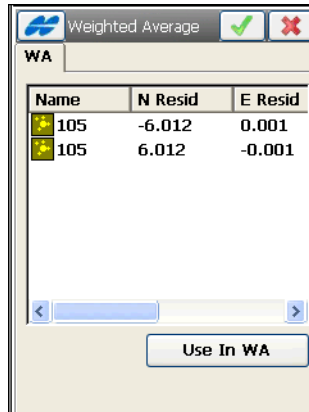 Weighted Average
WA
Name N Resid E Resid
105 -6.012 0.001
105 6.012 -0.001
Use In WA